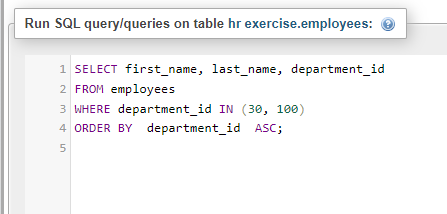 Run SQL query/queries on table hr exercise.employees:
1 SELECT first_name, last_name, department_id
2 FROM employees
3 WHERE department_id IN (30, 100)
4 ORDER BY  department_id  ASC;
5